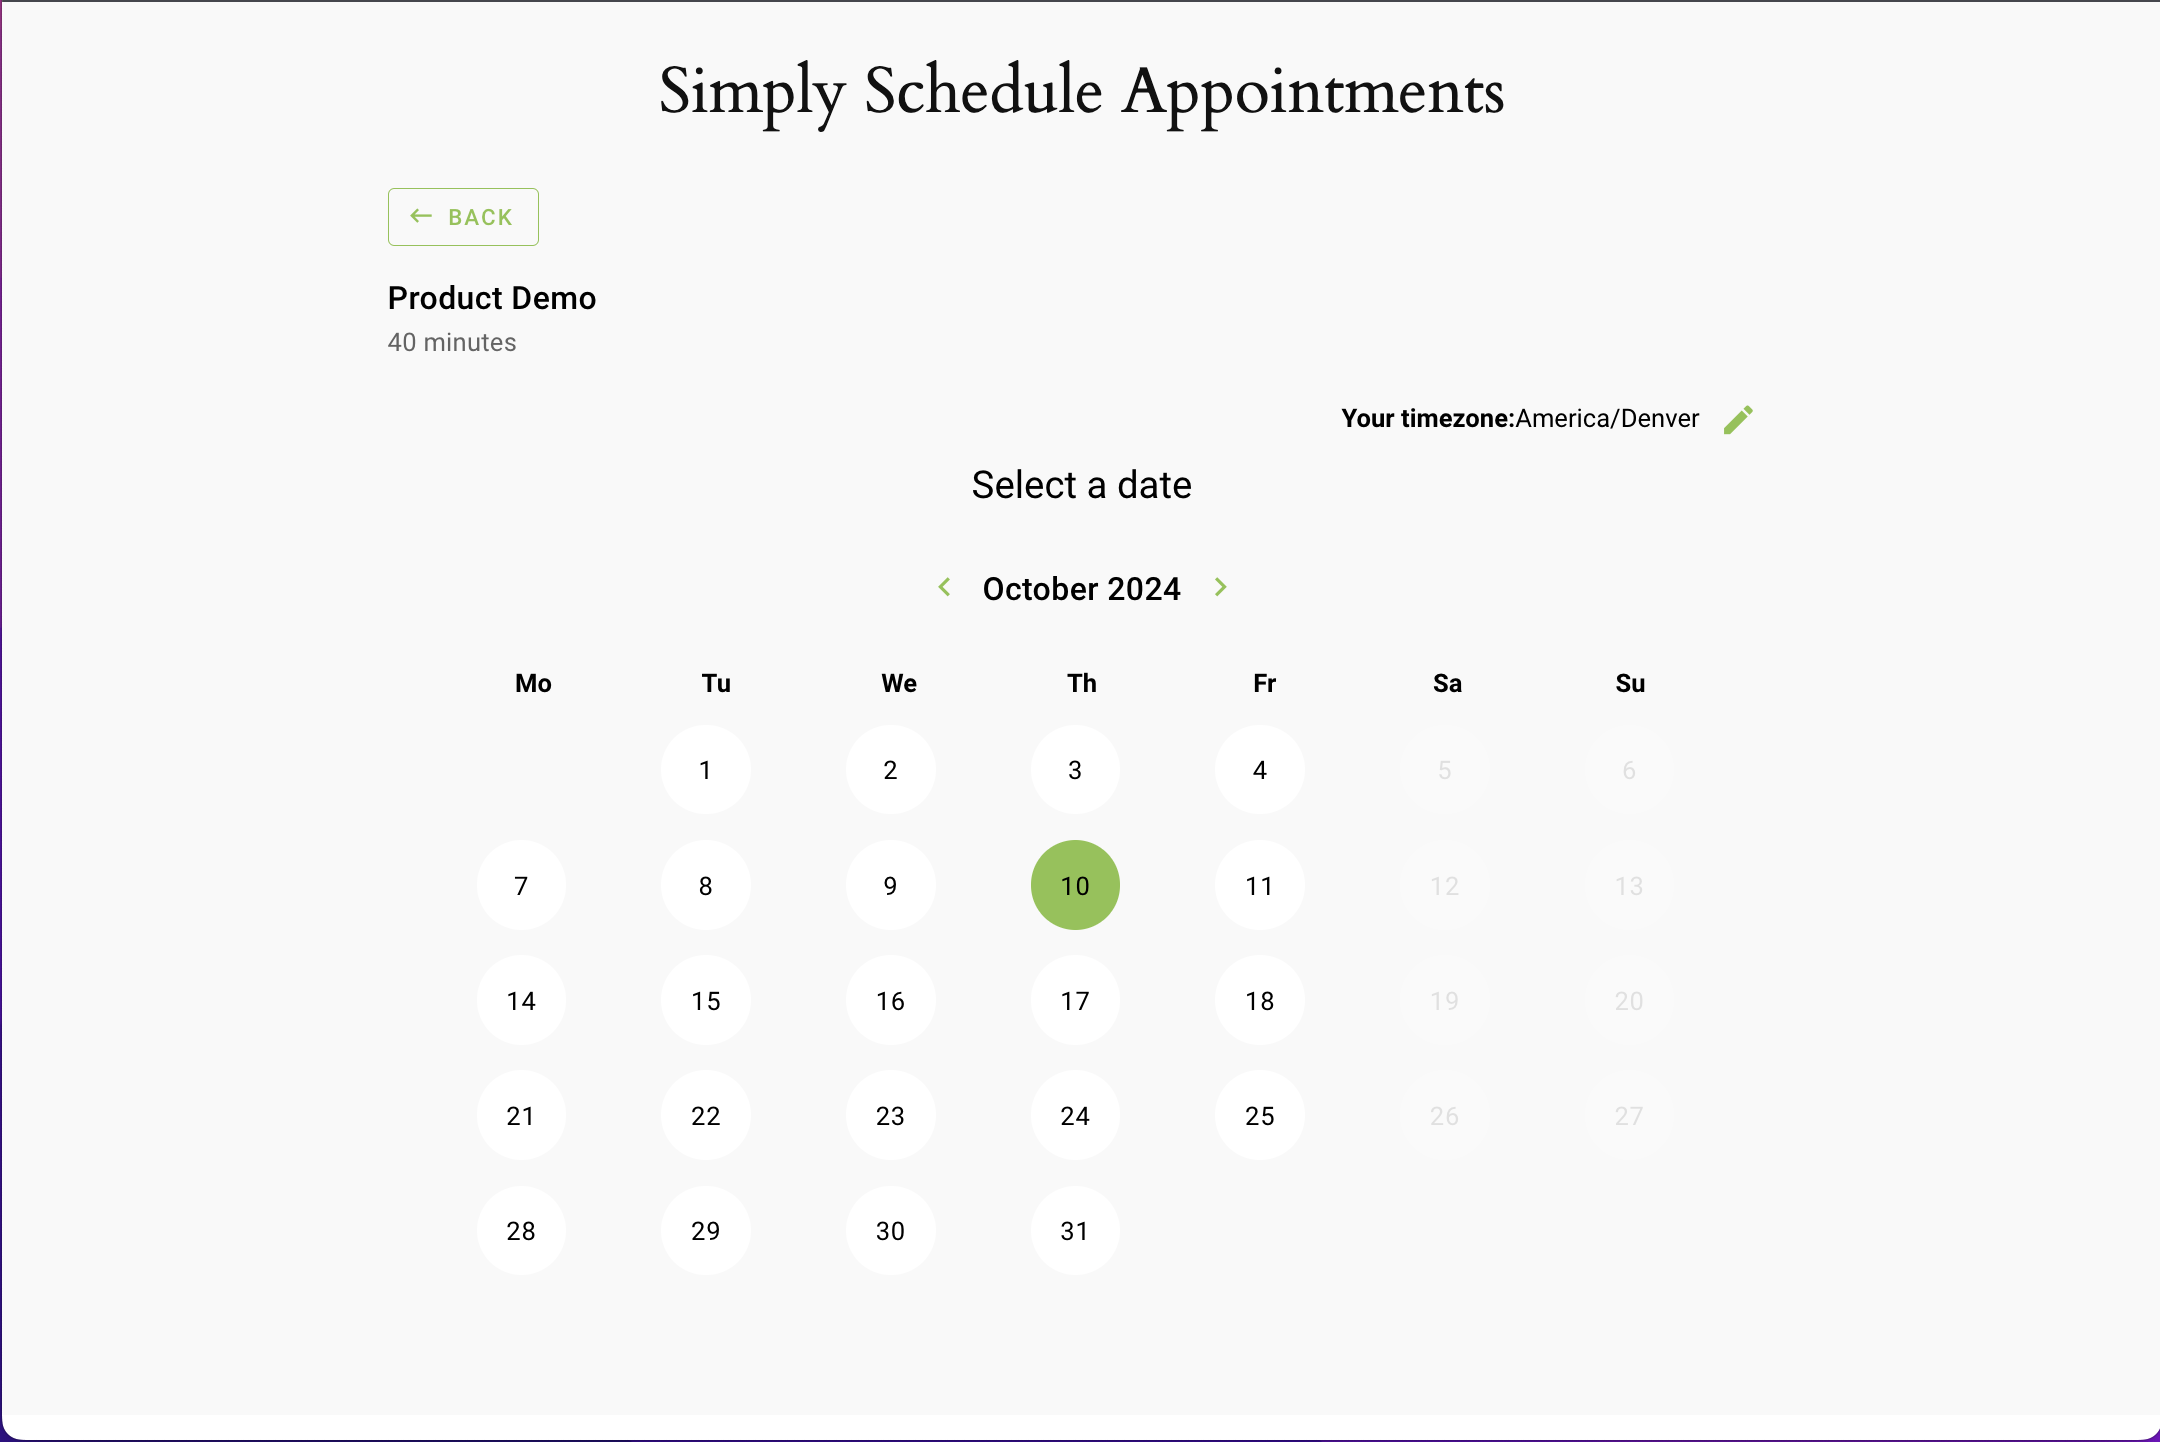 Simply Schedule Appointments
BACK
Product Demo
40 minutes
Your timezone:America/Denver
Select a date
October 2024
Mo Tu We Th Fr Sa Su
1 2 3 4 5 6
7 8 9 10 11 12 13
14 15 16 17 18 19 20
21 22 23 24 25 26 27
28 29 30 31